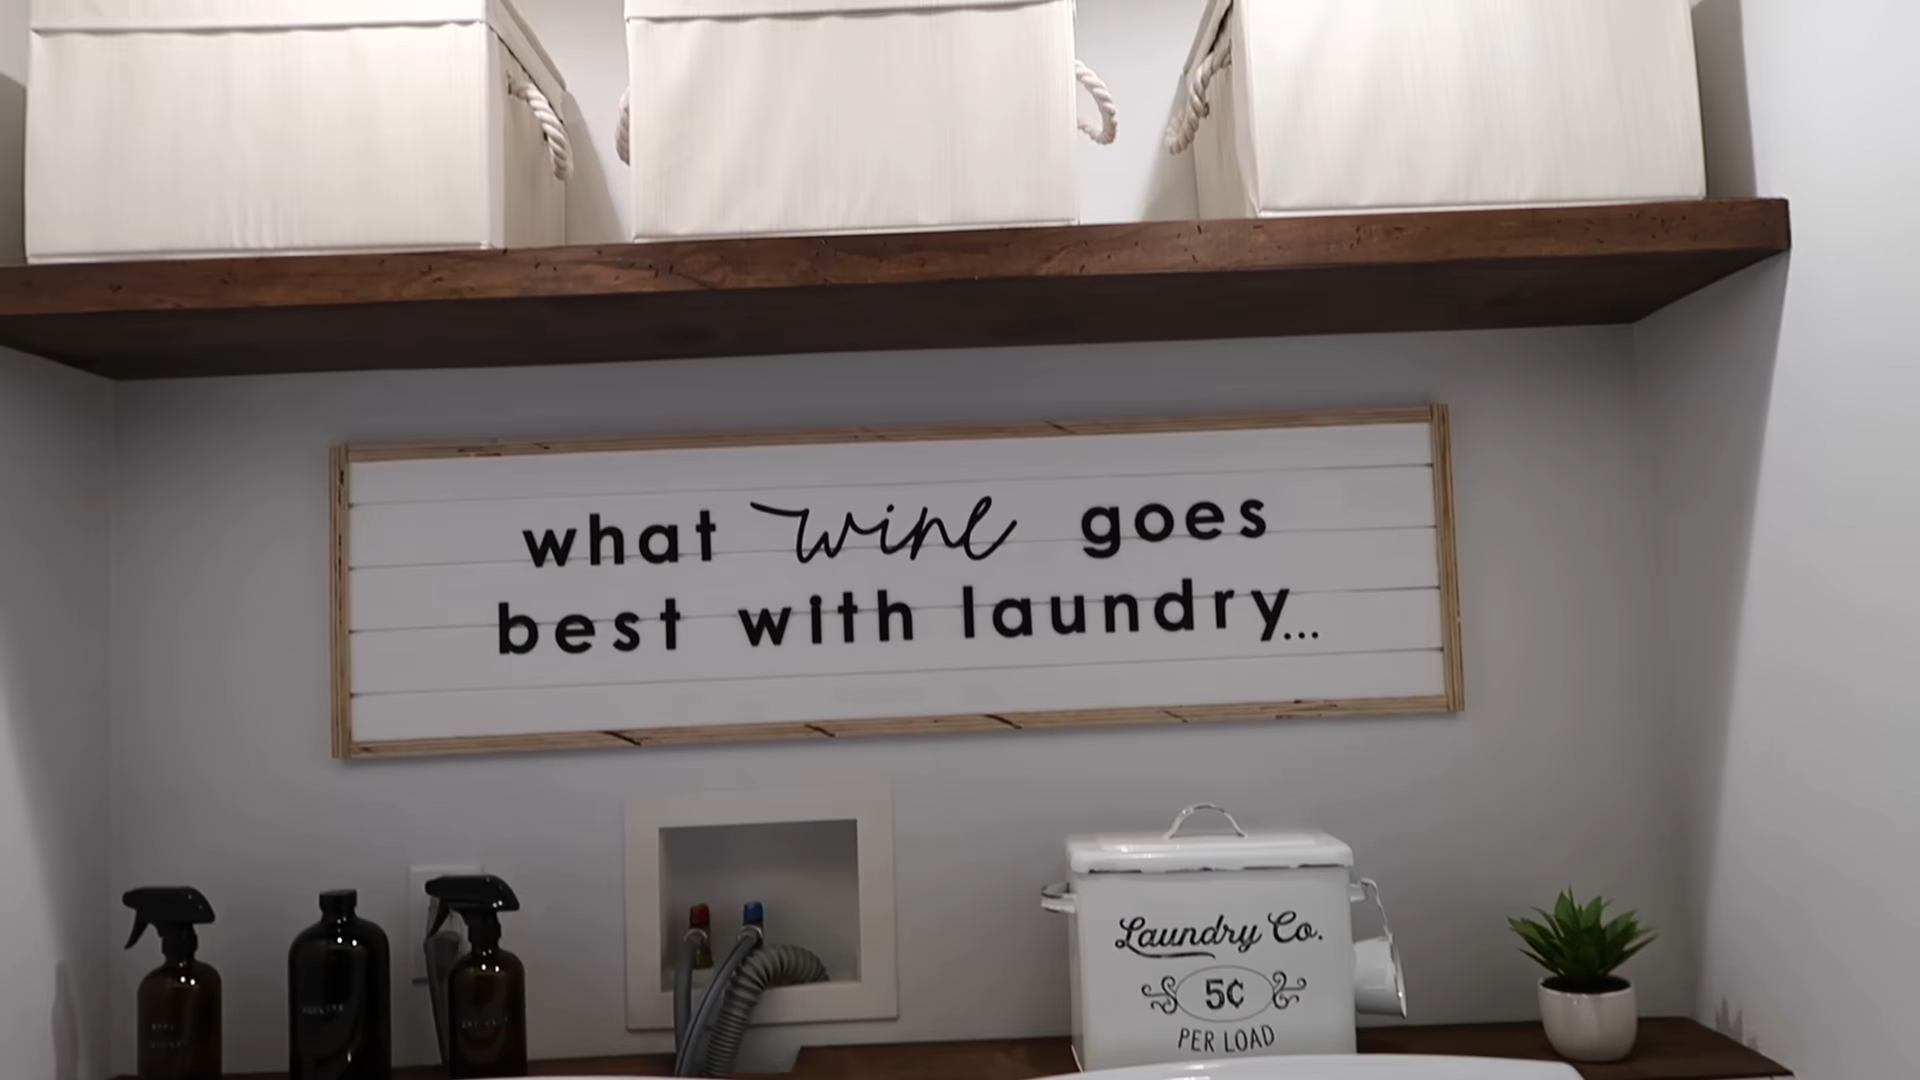 what wine goes
best with laundry...
Laundry Co.
5¢
PER LOAD